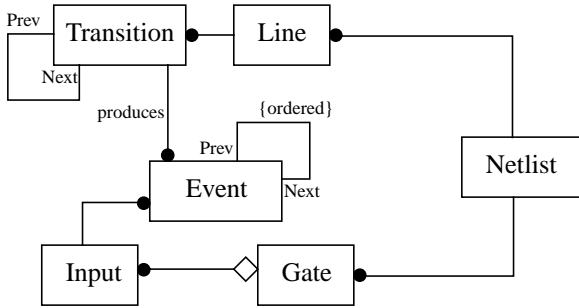 Prev
Transition
Line
Next
produces
{ordered}
Prev
Netlist
Event
Next
Input
Gate